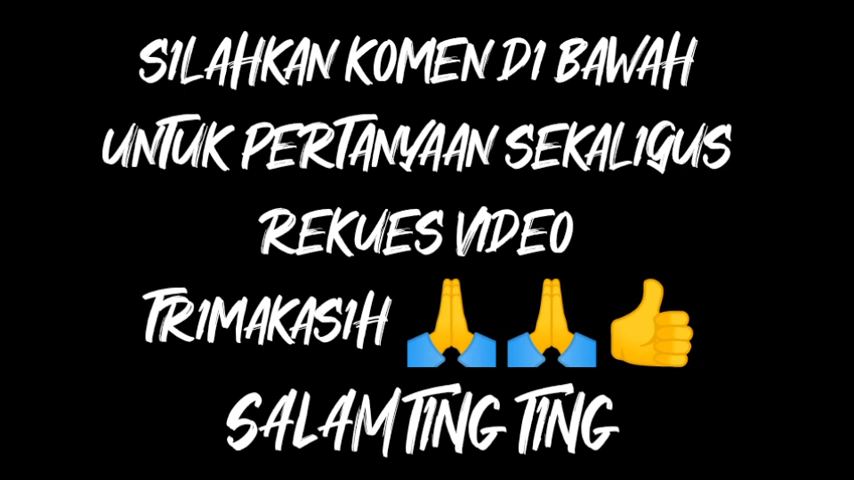 SILAHKAN KOMEN DI BAWAH
UNTUK PERTANYAAN SEKALIGUS
REKUES VIDEO
TRIMAKASIH 🙏🙏👍
SALAM TING TING